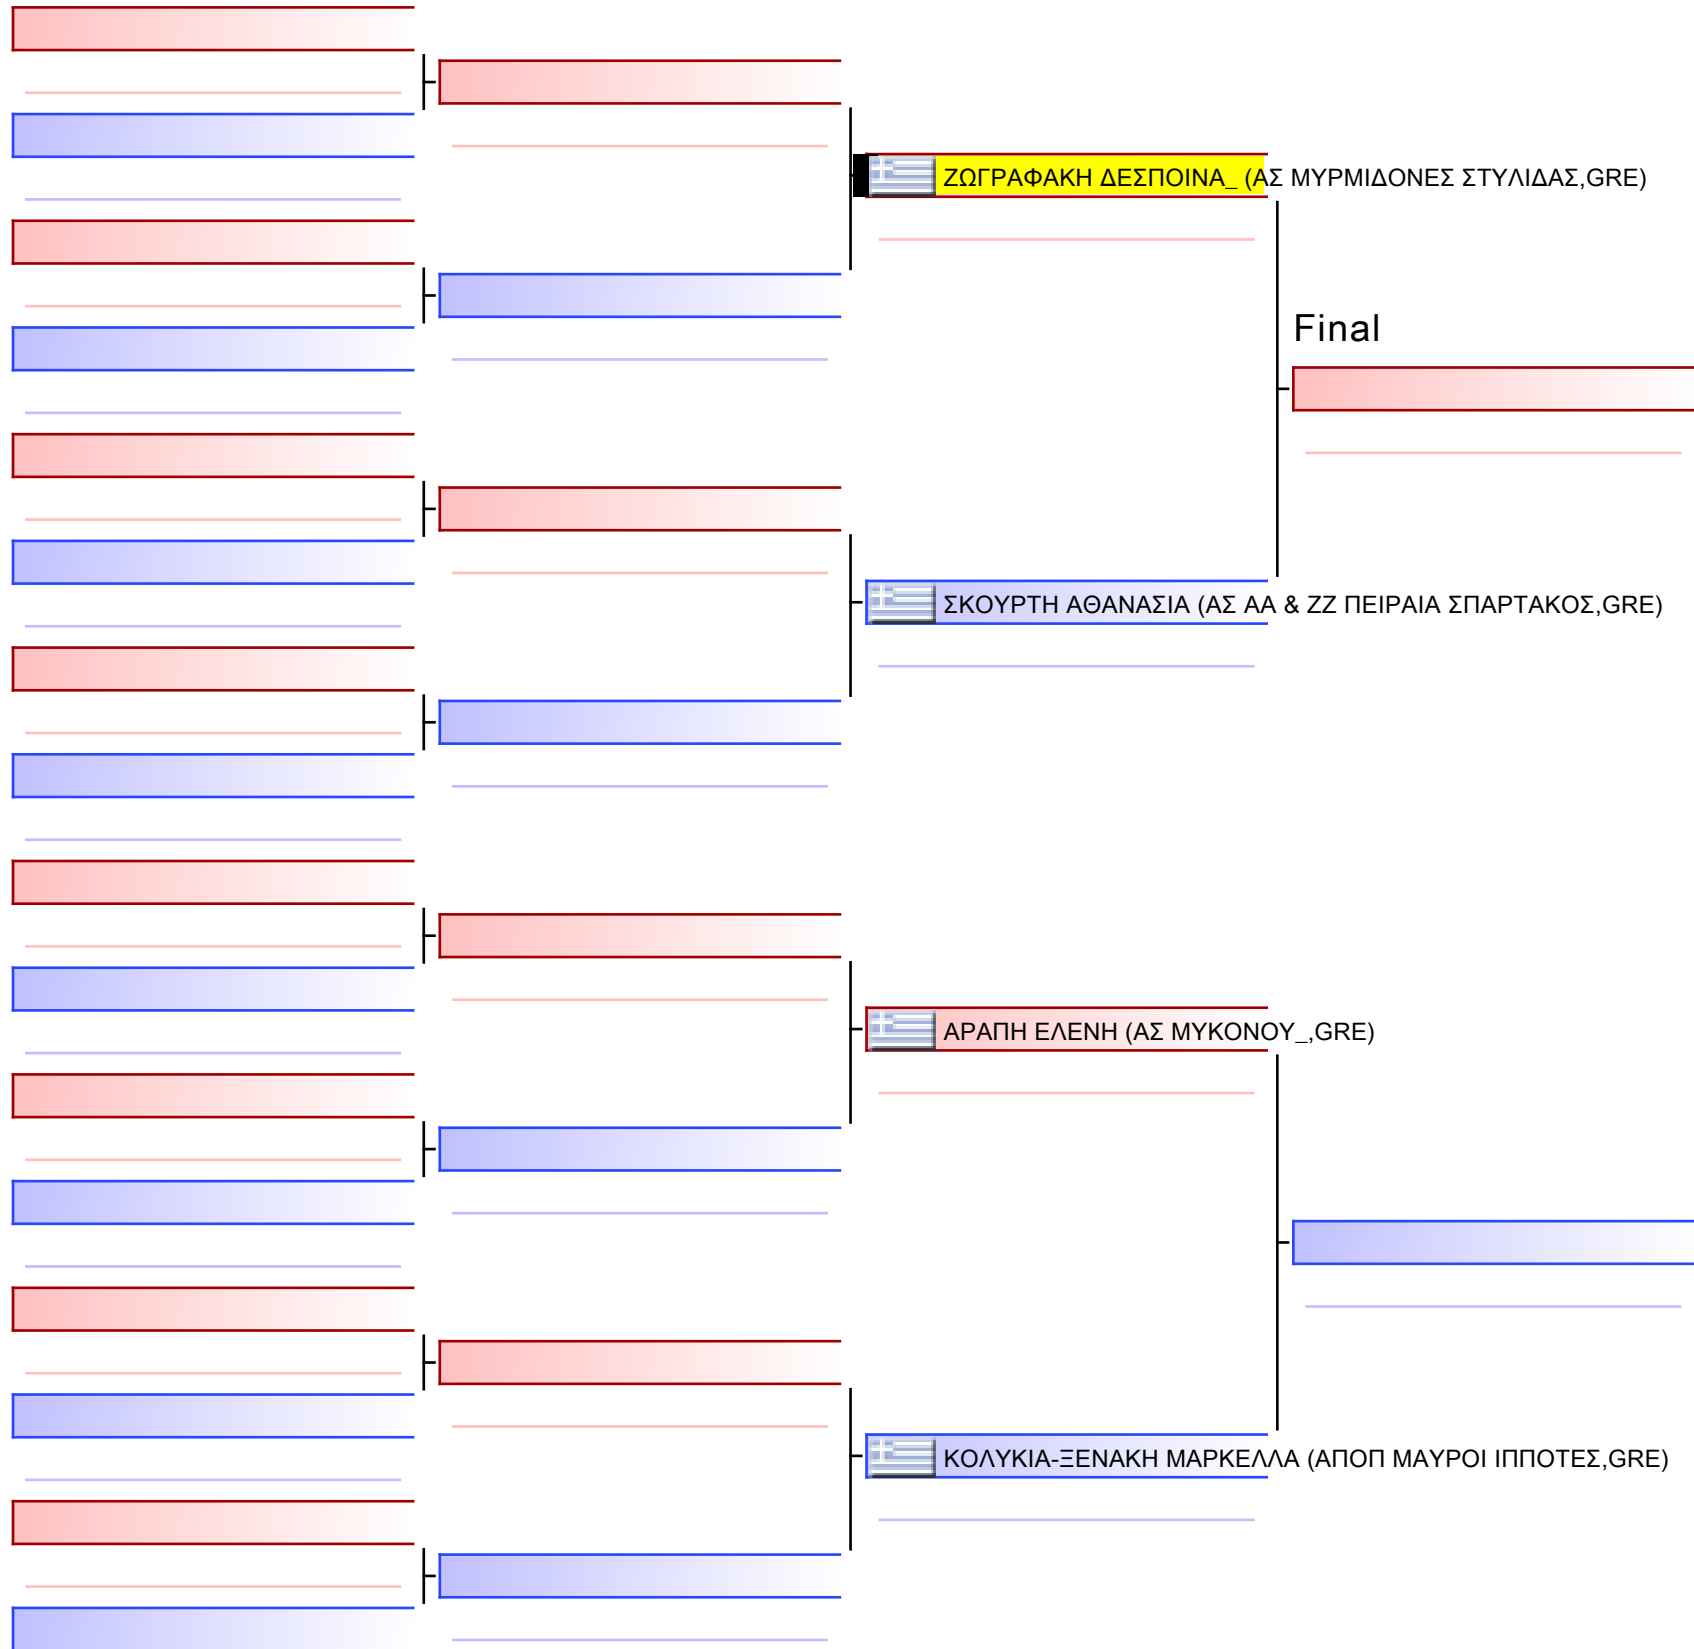 ΖΩΓΡΑΦΑΚΗ ΔΕΣΠΟΙΝΑ_ (ΑΣ ΜΥΡΜΙΔΟΝΕΣ ΣΤΥΛΙΔΑΣ,GRE)
Final
ΣΚΟΥΡΤΗ ΑΘΑΝΑΣΙΑ (ΑΣ ΑΑ & ΖΖ ΠΕΙΡΑΙΑ ΣΠΑΡΤΑΚΟΣ,GRE)
ΑΡΑΠΗ ΕΛΕΝΗ (ΑΣ ΜΥΚΟΝΟΥ_,GRE)
ΚΟΛΥΚΙΑ-ΞΕΝΑΚΗ ΜΑΡΚΕΛΛΑ (ΑΠΟΠ ΜΑΥΡΟΙ ΙΠΠΟΤΕΣ,GRE)